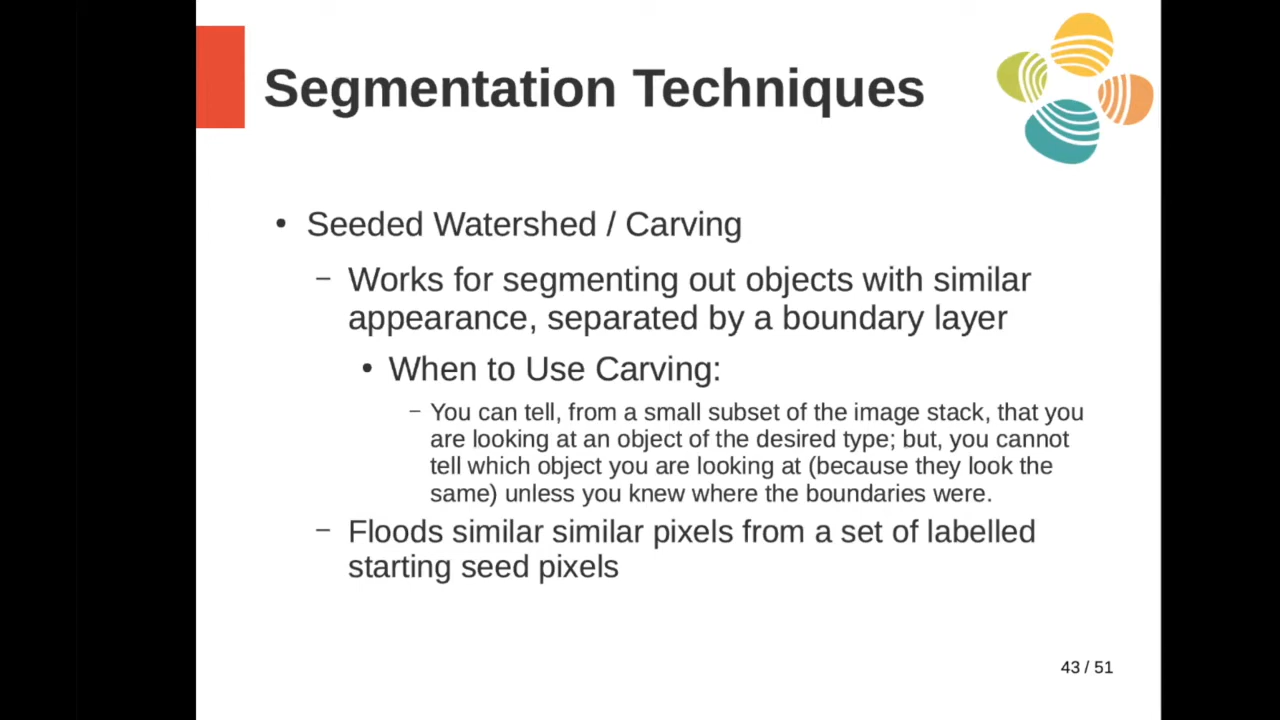 Segmentation Techniques
• Seeded Watershed / Carving
– Works for segmenting out objects with similar
appearance, separated by a boundary layer
• When to Use Carving:
– You can tell, from a small subset of the image stack, that you
are looking at an object of the desired type; but, you cannot
tell which object you are looking at (because they look the
same) unless you knew where the boundaries were.
– Floods similar similar pixels from a set of labelled
starting seed pixels
43 / 51